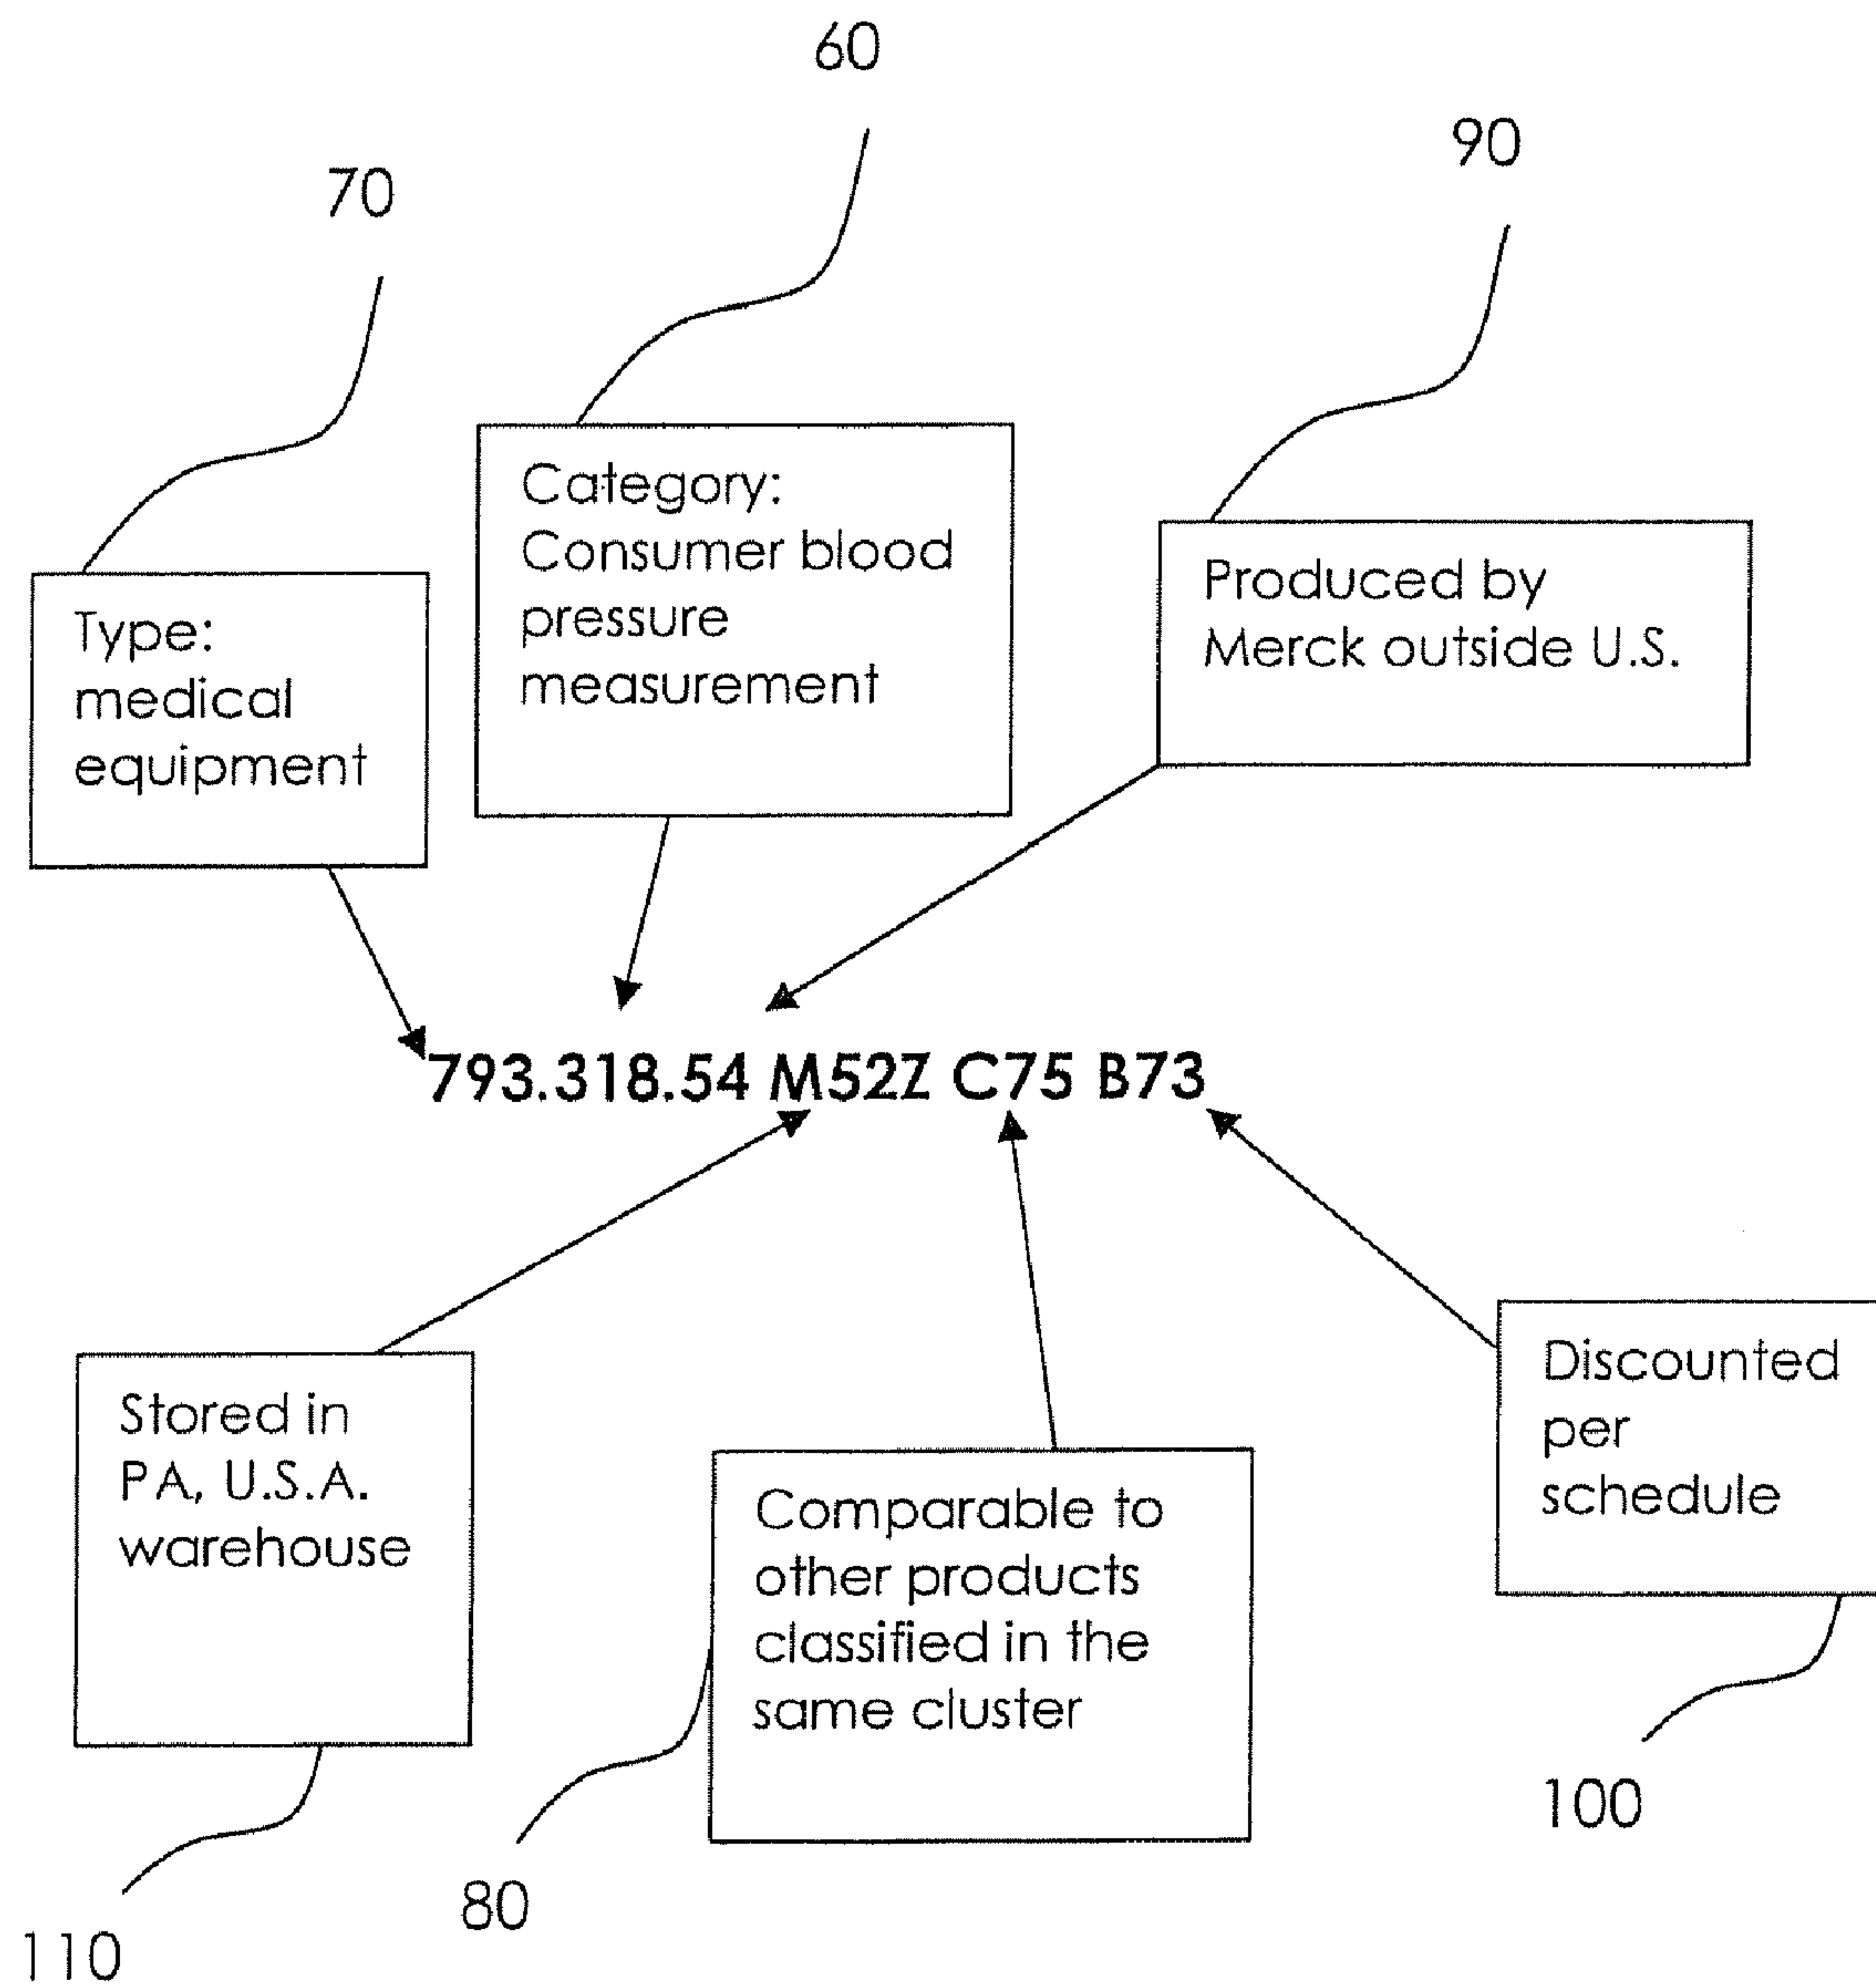 60
90
70
Category:
Consumer blood
pressure
measurement
Produced by
Merck outside U.S.
Type:
medical
equipment
793.318.54 M52Z C75 B73
Stored in
PA, U.S.A.
warehouse
Comparable to
other products
classified in the
same cluster
Discounted
per
schedule
100
80
110